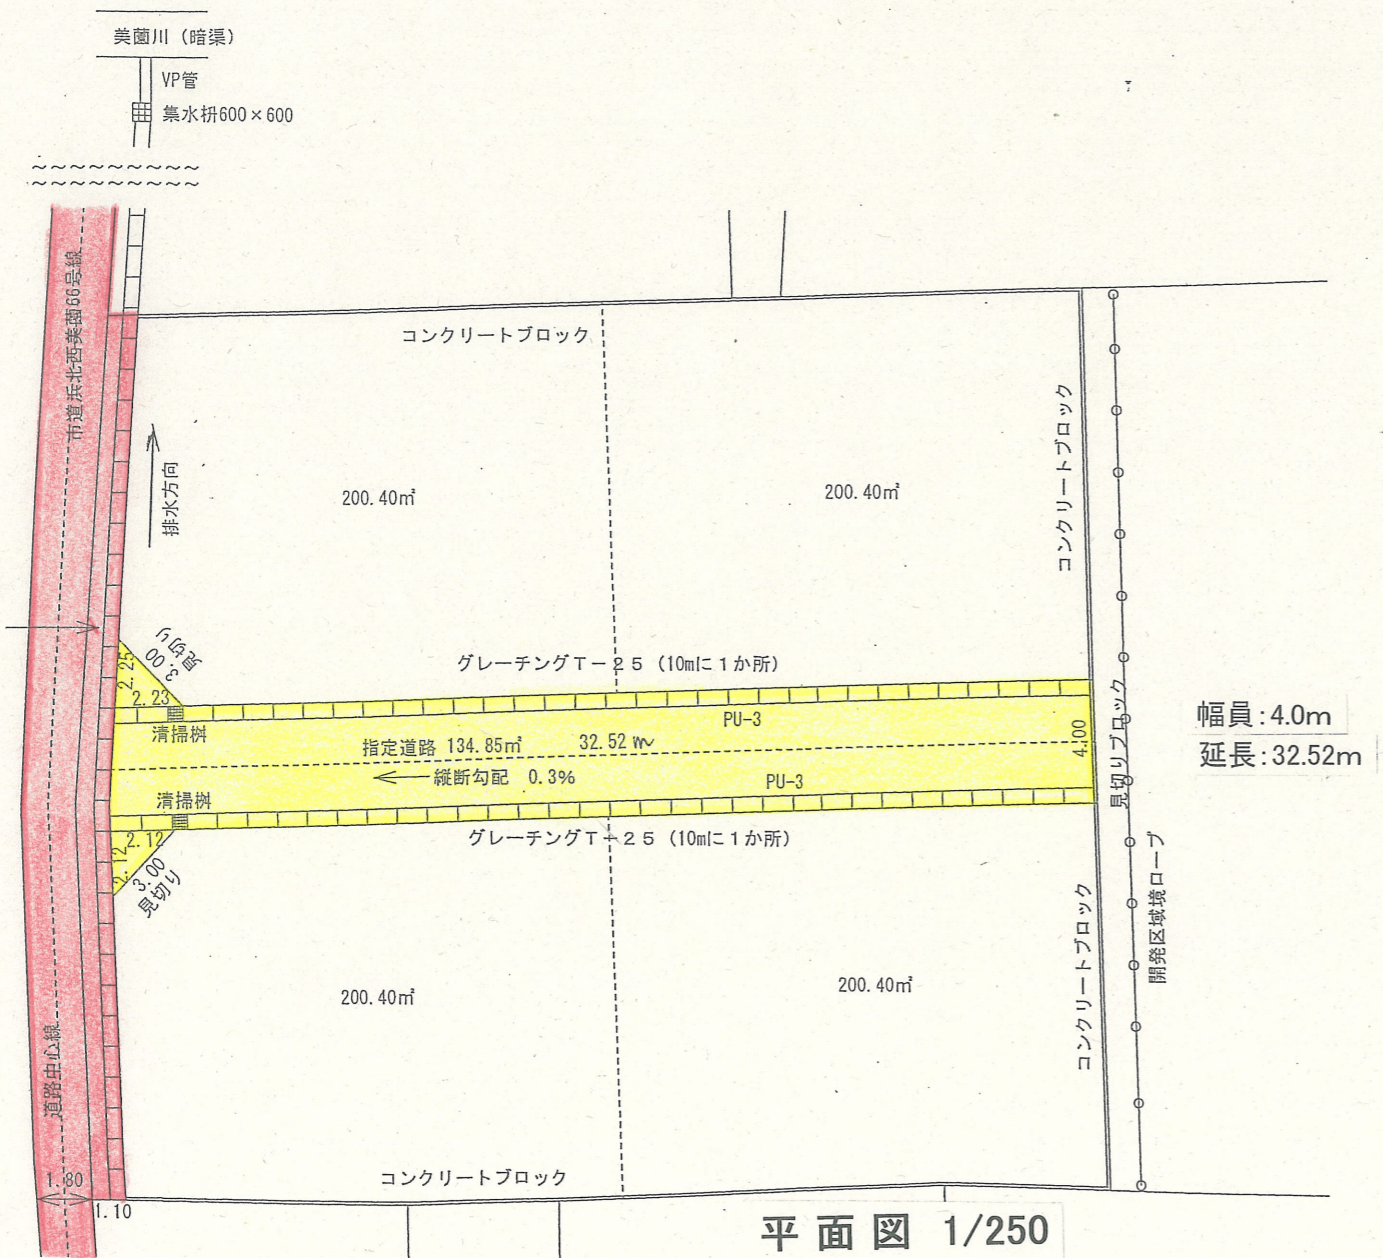 美薗川（暗渠）
VP管
集水枡600×600
市道浜北西美薗66号線
コンクリートブロック
コンクリートブロック
排水方向
200.40㎡
200.40㎡
見切り
3.00
2.25
2.23
グレーチングT－25（10mに1か所）
清掃桝
PU-3
指定道路 134.85㎡
32.52 m
4.00
見切りブロック
幅員:4.0m
延長:32.52m
縦断勾配 0.3%
PU-3
清掃桝
グレーチングT－25（10mに1か所）
2.12
2.12
3.00
見切り
開発区域境ロープ
コンクリートブロック
200.40㎡
200.40㎡
道路中心線
コンクリートブロック
1.80
1.10
平面図 1/250